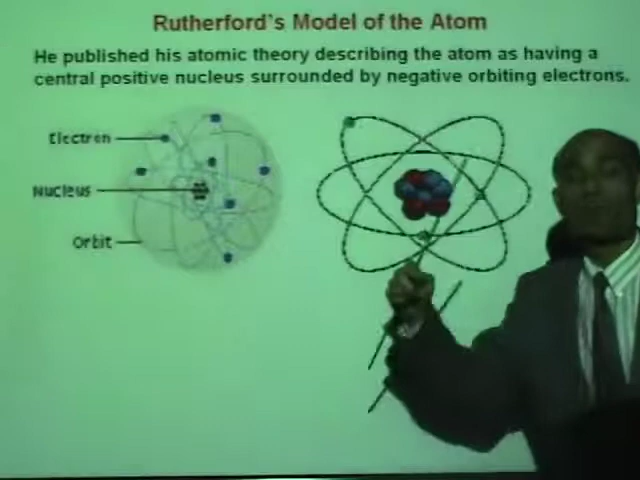 Rutherford's Model of the Atom
He published his atomic theory describing the atom as having a
central positive nucleus surrounded by negative orbiting electrons.
Electron
Nucleus
Orbit